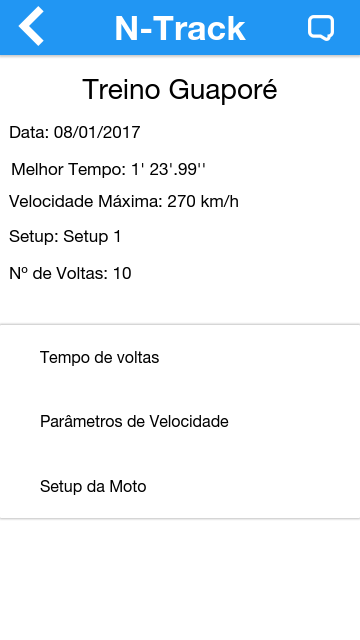 N-Track
Treino Guaporé
Data: 08/01/2017
Melhor Tempo: 1' 23'.99''
Velocidade Máxima: 270 km/h
Setup: Setup 1
Nº de Voltas: 10
Tempo de voltas
Parâmetros de Velocidade
Setup da Moto